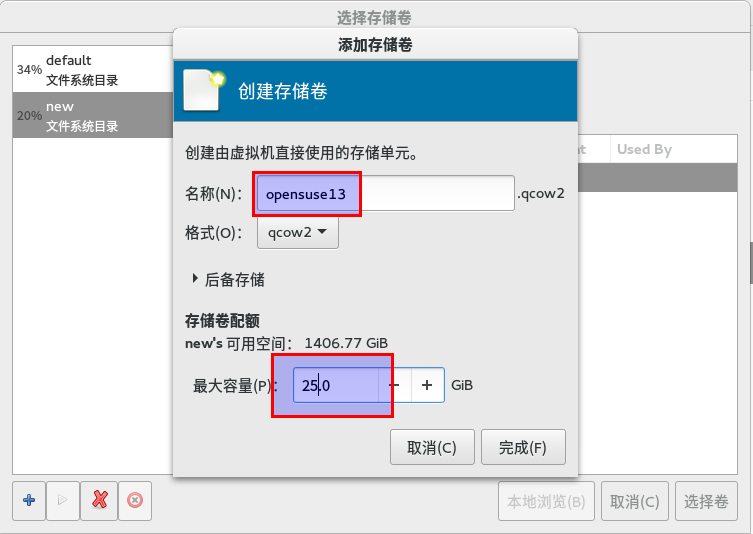 选择存储卷
添加存储卷
34% default
文件系统目录
20% new
文件系统目录
创建存储卷
nt Used By
创建由虚拟机直接使用的存储单元。
名称(N): opensuse13 .qcow2
格式(O): qcow2
后备存储
存储卷配额
new's 可用空间: 1406.77 GiB
最大容量(P): 25.0 − + GiB
取消(C) 完成(F)
本地浏览(B) 取消(C) 选择卷